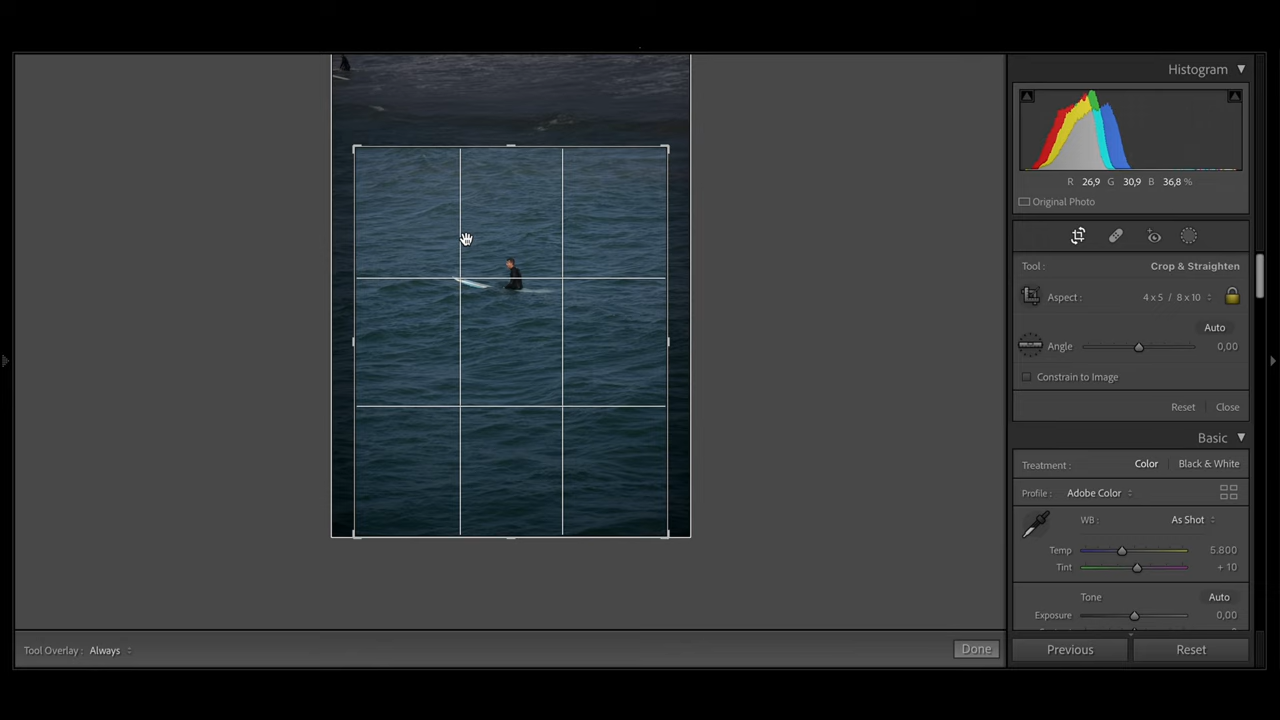 Histogram
R 26,9 G 30,9 B 36,8 %
Original Photo
Tool : Crop & Straighten
Aspect : 4 x 5 / 8 x 10
Auto
Angle 0,00
Constrain to Image
Reset Close
Basic
Treatment : Color Black & White
Profile : Adobe Color
WB : As Shot
Temp 5.800
Tint + 10
Tone Auto
Exposure 0,00
Previous Reset
Tool Overlay : Always Done